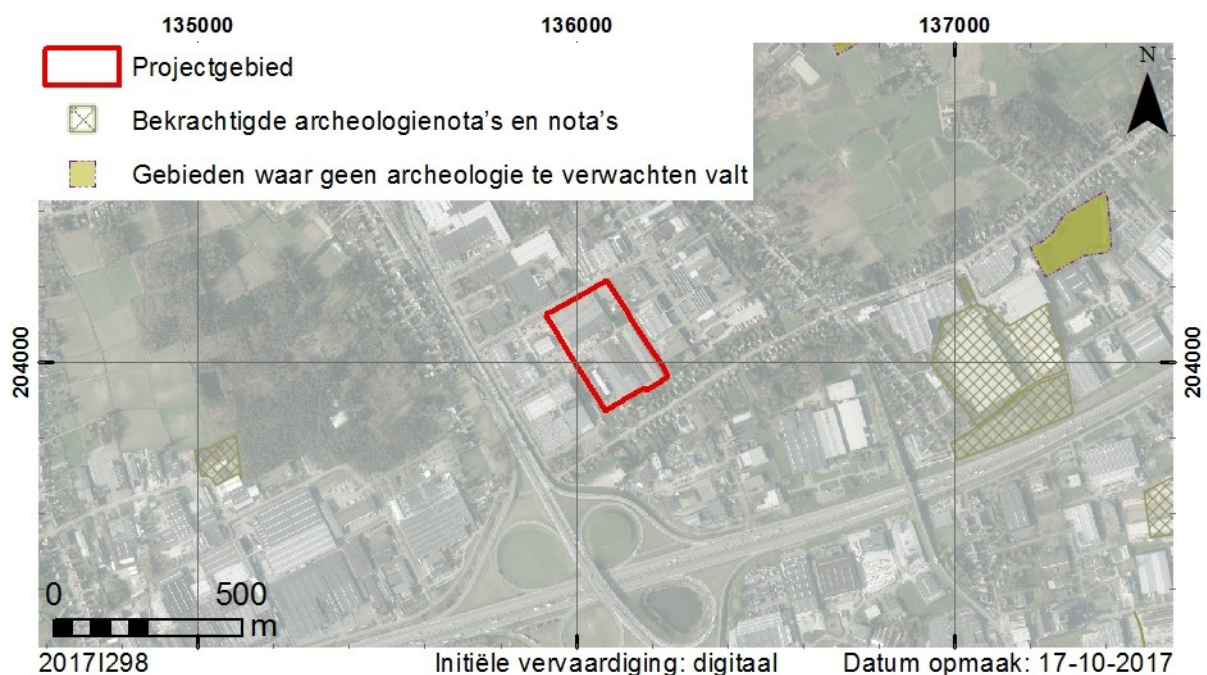 135000 136000 137000
Projectgebied
Bekrachtigde archeologienota's en nota's
Gebieden waar geen archeologie te verwachten valt
N
204000 204000
0 500
m
2017I298 Initiële vervaardiging: digitaal Datum opmaak: 17-10-2017